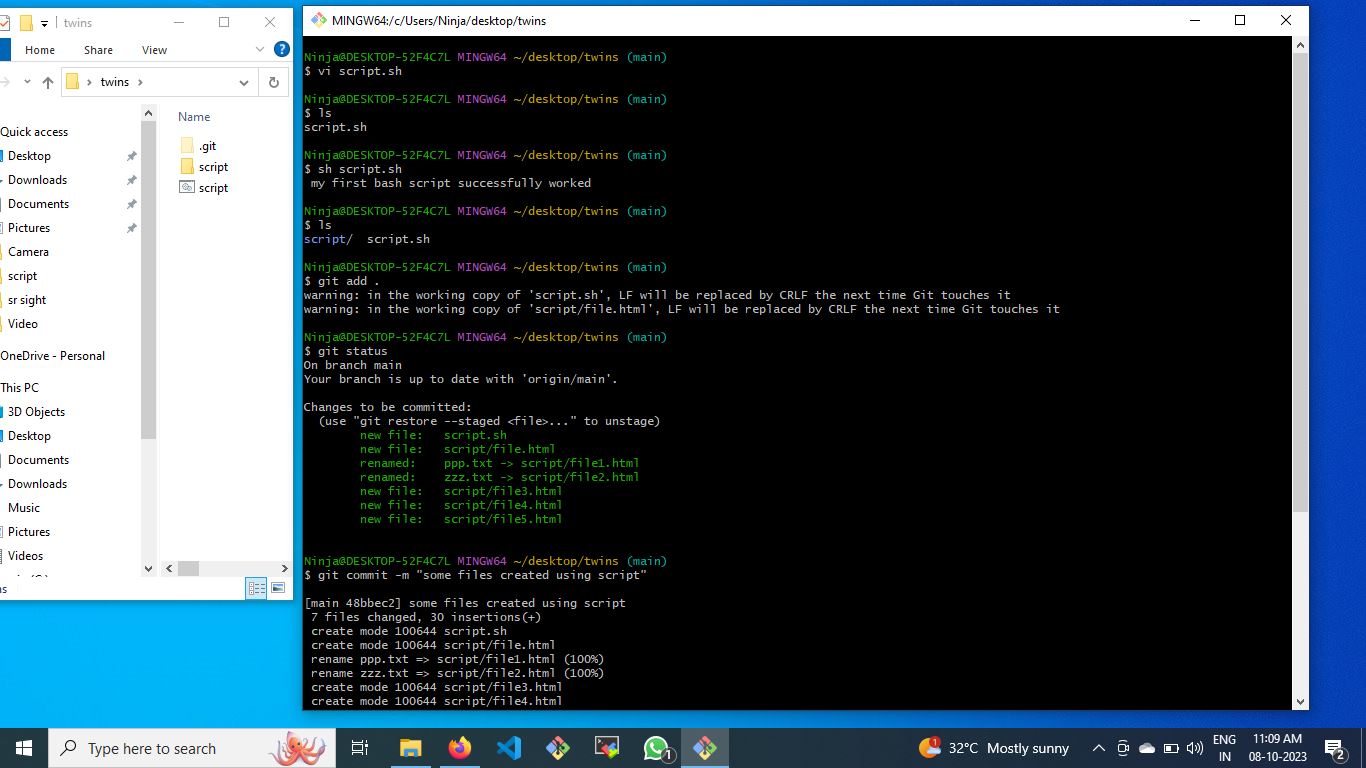 twins
Home Share View
twins
Name
Quick access
Desktop
Downloads
Documents
Pictures
Camera
script
sr sight
Video
OneDrive - Personal
This PC
3D Objects
Desktop
Documents
Downloads
Music
Pictures
Videos
.git
script
script
MINGW64:/c/Users/Ninja/desktop/twins
Ninja@DESKTOP-52F4C7L MINGW64 ~/desktop/twins (main)
$ vi script.sh
Ninja@DESKTOP-52F4C7L MINGW64 ~/desktop/twins (main)
$ ls
script.sh
Ninja@DESKTOP-52F4C7L MINGW64 ~/desktop/twins (main)
$ sh script.sh
my first bash script successfully worked
Ninja@DESKTOP-52F4C7L MINGW64 ~/desktop/twins (main)
$ ls
script/ script.sh
Ninja@DESKTOP-52F4C7L MINGW64 ~/desktop/twins (main)
$ git add .
warning: in the working copy of 'script.sh', LF will be replaced by CRLF the next time Git touches it
warning: in the working copy of 'script/file.html', LF will be replaced by CRLF the next time Git touches it
Ninja@DESKTOP-52F4C7L MINGW64 ~/desktop/twins (main)
$ git status
On branch main
Your branch is up to date with 'origin/main'.
Changes to be committed:
(use "git restore --staged <file>..." to unstage)
new file: script.sh
new file: script/file.html
renamed: ppp.txt -> script/file1.html
renamed: zzz.txt -> script/file2.html
new file: script/file3.html
new file: script/file4.html
new file: script/file5.html
Ninja@DESKTOP-52F4C7L MINGW64 ~/desktop/twins (main)
$ git commit -m "some files created using script"
[main 48bbec2] some files created using script
7 files changed, 30 insertions(+)
create mode 100644 script.sh
create mode 100644 script/file.html
rename ppp.txt => script/file1.html (100%)
rename zzz.txt => script/file2.html (100%)
create mode 100644 script/file3.html
create mode 100644 script/file4.html
Type here to search
1
1
32°C Mostly sunny
ENG
IN
11:09 AM
08-10-2023
2